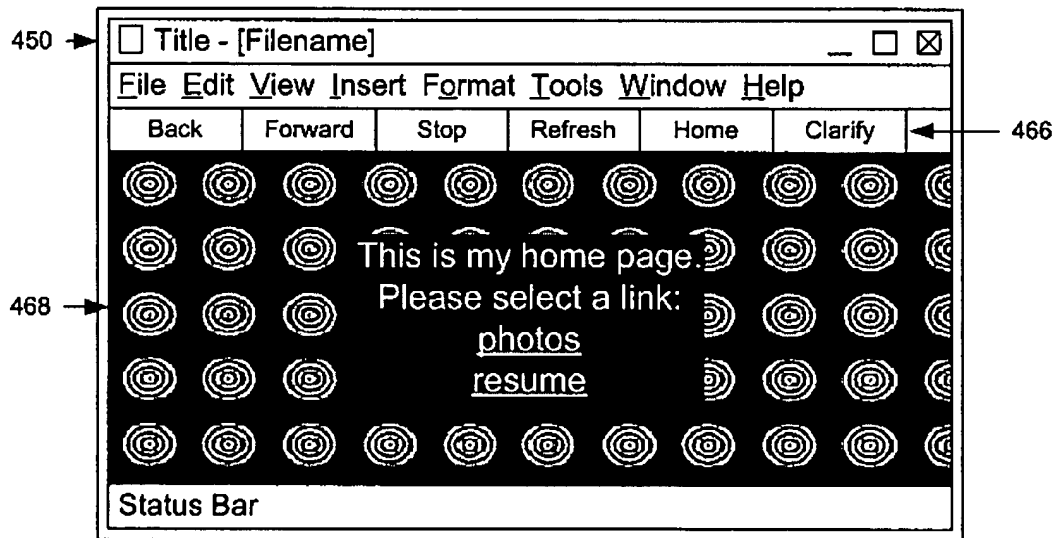 450
Title - [Filename]
File Edit View Insert Format Tools Window Help
Back Forward Stop Refresh Home Clarify
466
This is my home page.
Please select a link:
468
photos
resume
Status Bar